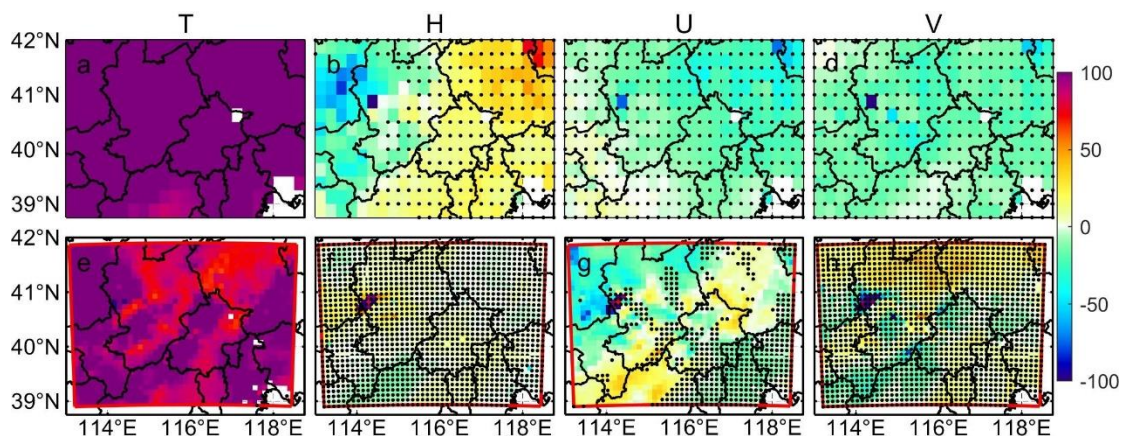 T H U V
42°N a b c d 100
41°N 50
40°N 0
39°N
42°N e f g h
41°N -50
40°N
39°N -100
114°E 116°E 118°E 114°E 116°E 118°E 114°E 116°E 118°E 114°E 116°E 118°E